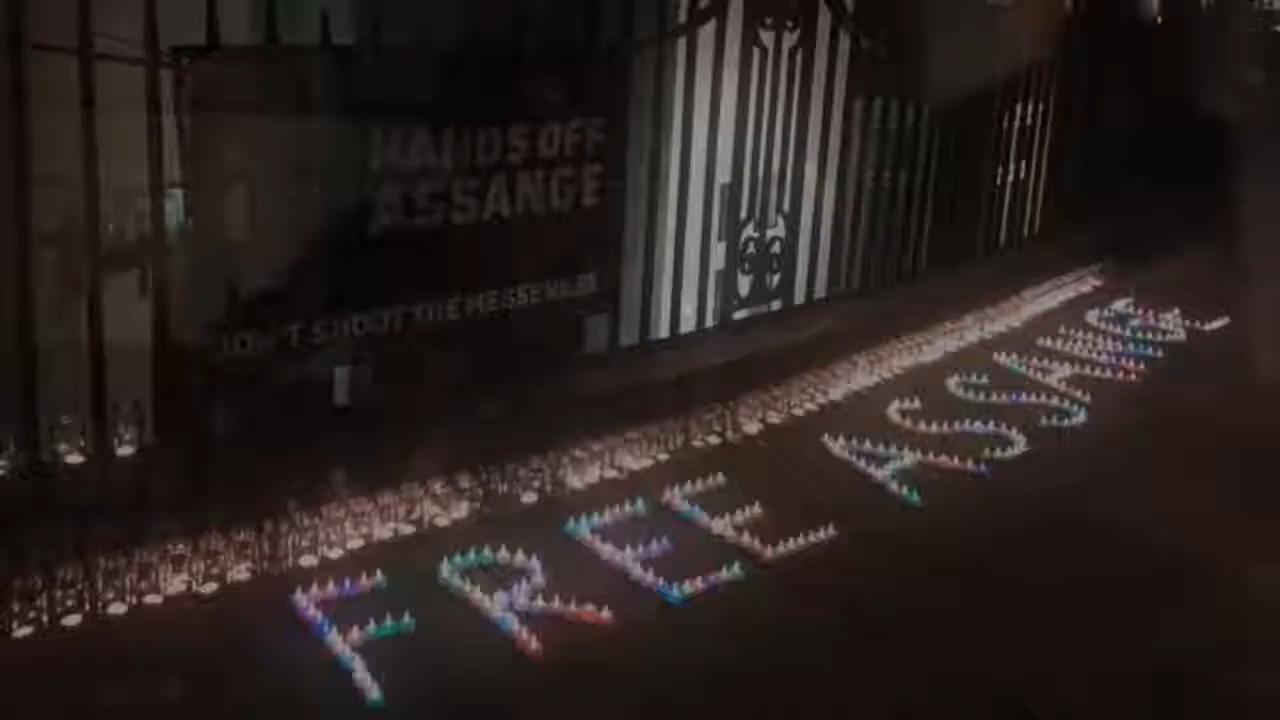 HANDS OFF
ASSANGE
DON'T SHOOT THE MESSENGER
FREE ASSANGE